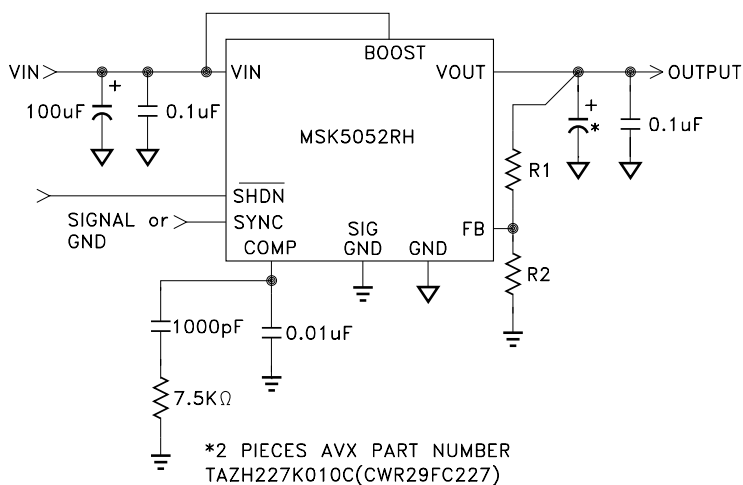 BOOST
VIN
VIN
VOUT
OUTPUT
+
100uF
0.1uF
MSK5052RH
+
*
0.1uF
R1
SHDN
SIGNAL or
GND
SYNC
COMP
SIG
GND
GND
FB
R2
1000pF
0.01uF
7.5KΩ
*2 PIECES AVX PART NUMBER
TAZH227K010C(CWR29FC227)